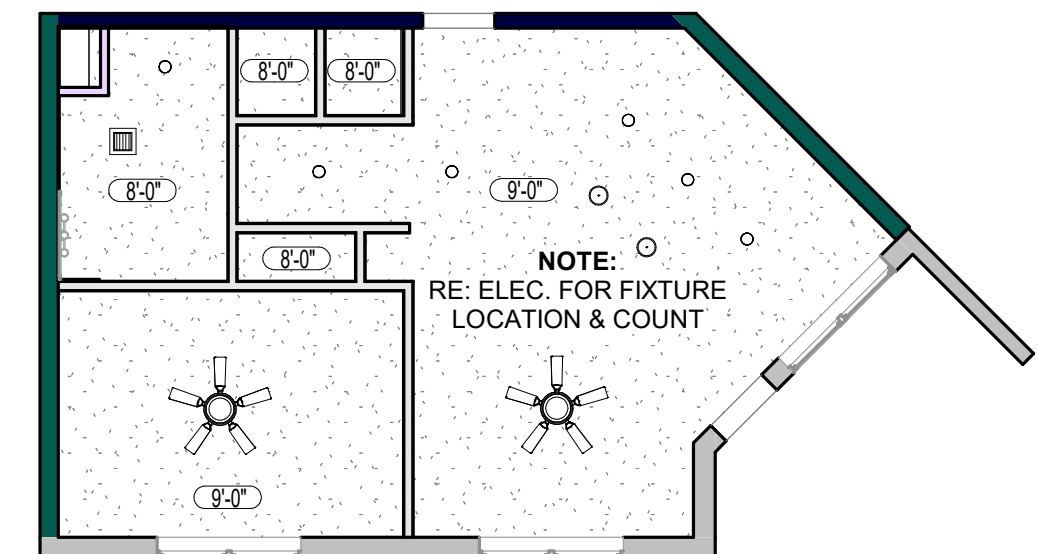 8'-0"
8'-0"
8'-0"
9'-0"
8'-0"
NOTE:
RE: ELEC. FOR FIXTURE
LOCATION & COUNT
9'-0"